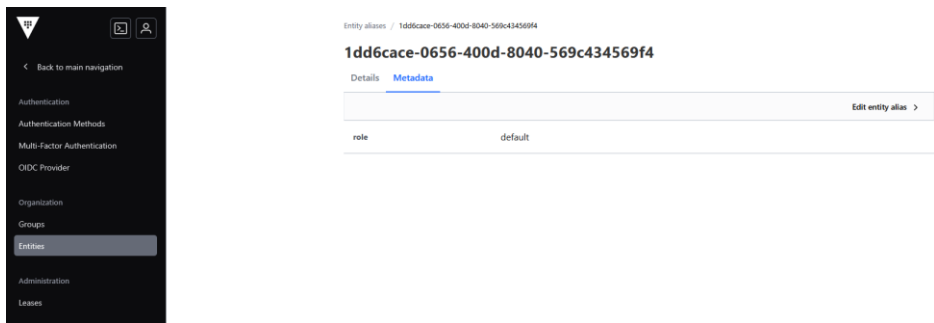 Back to main navigation
Authentication
Authentication Methods
Multi-Factor Authentication
OIDC Provider
Organization
Groups
Entities
Administration
Leases
Entity aliases / 1dd6cace-0656-400d-8040-569c434569f4
1dd6cace-0656-400d-8040-569c434569f4
Details Metadata
Edit entity alias
role default